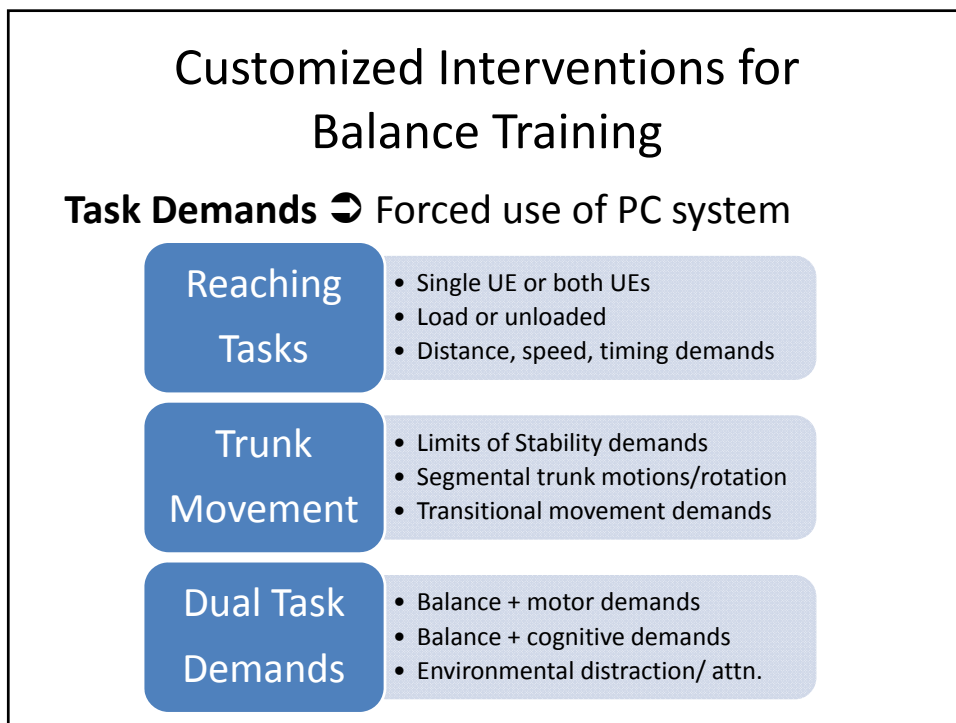 Customized Interventions for
Balance Training
Task Demands ➲ Forced use of PC system
Reaching
Tasks
• Single UE or both UEs
• Load or unloaded
• Distance, speed, timing demands
Trunk
Movement
• Limits of Stability demands
• Segmental trunk motions/rotation
• Transitional movement demands
Dual Task
Demands
• Balance + motor demands
• Balance + cognitive demands
• Environmental distraction/ attn.